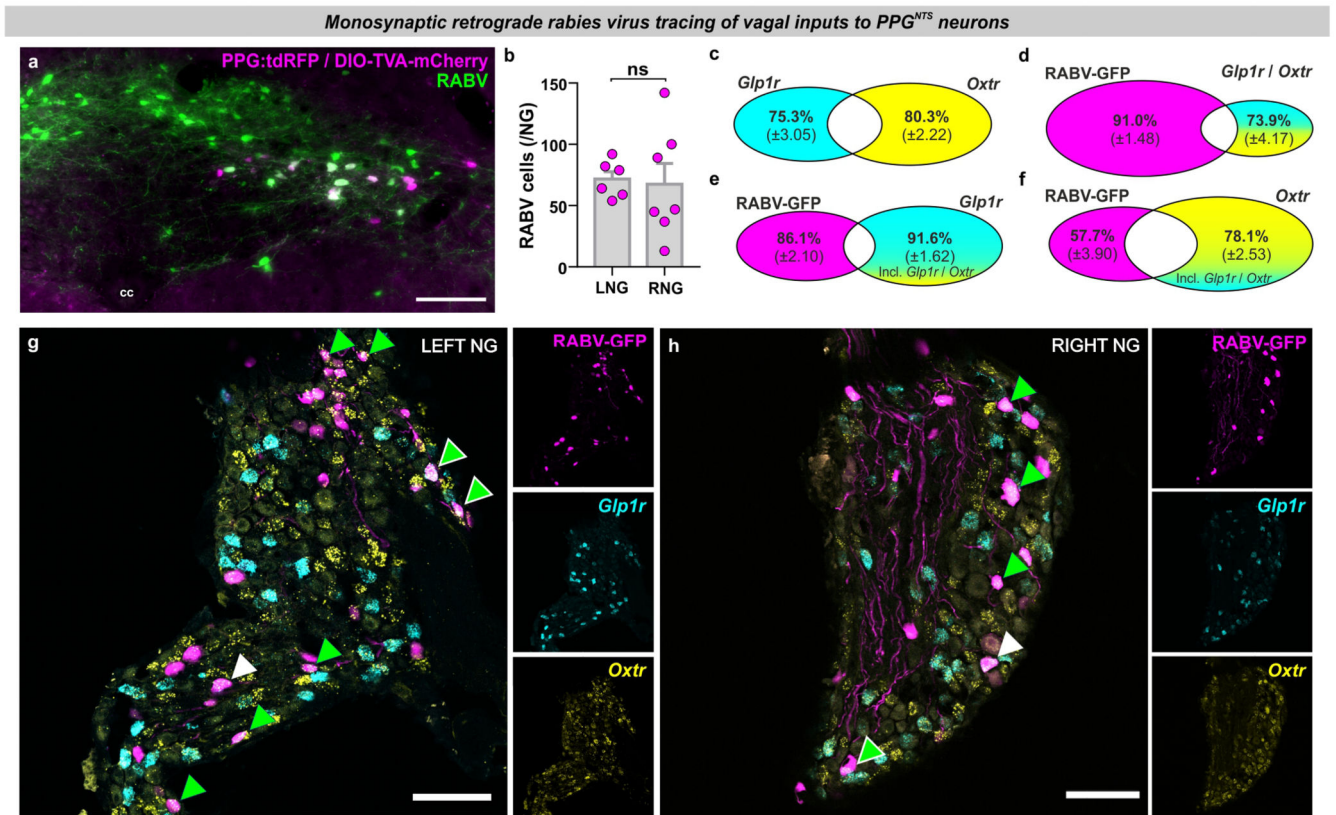 Monosynaptic retrograde rabies virus tracing of vagal inputs to PPG^NTS neurons
a
PPG:tdRFP / DIO-TVA-mCherry
RABV
cc
b
ns
RABV cells (/NG)
150
100
50
0
LNG
RNG
c
Glp1r
Oxtr
75.3%
(±3.05)
80.3%
(±2.22)
d
RABV-GFP
Glp1r / Oxtr
91.0%
(±1.48)
73.9%
(±4.17)
e
RABV-GFP
Glp1r
86.1%
(±2.10)
91.6%
(±1.62)
Incl. Glp1r / Oxtr
f
RABV-GFP
Oxtr
57.7%
(±3.90)
78.1%
(±2.53)
Incl. Glp1r / Oxtr
g
LEFT NG
RABV-GFP
Glp1r
Oxtr
h
RIGHT NG
RABV-GFP
Glp1r
Oxtr